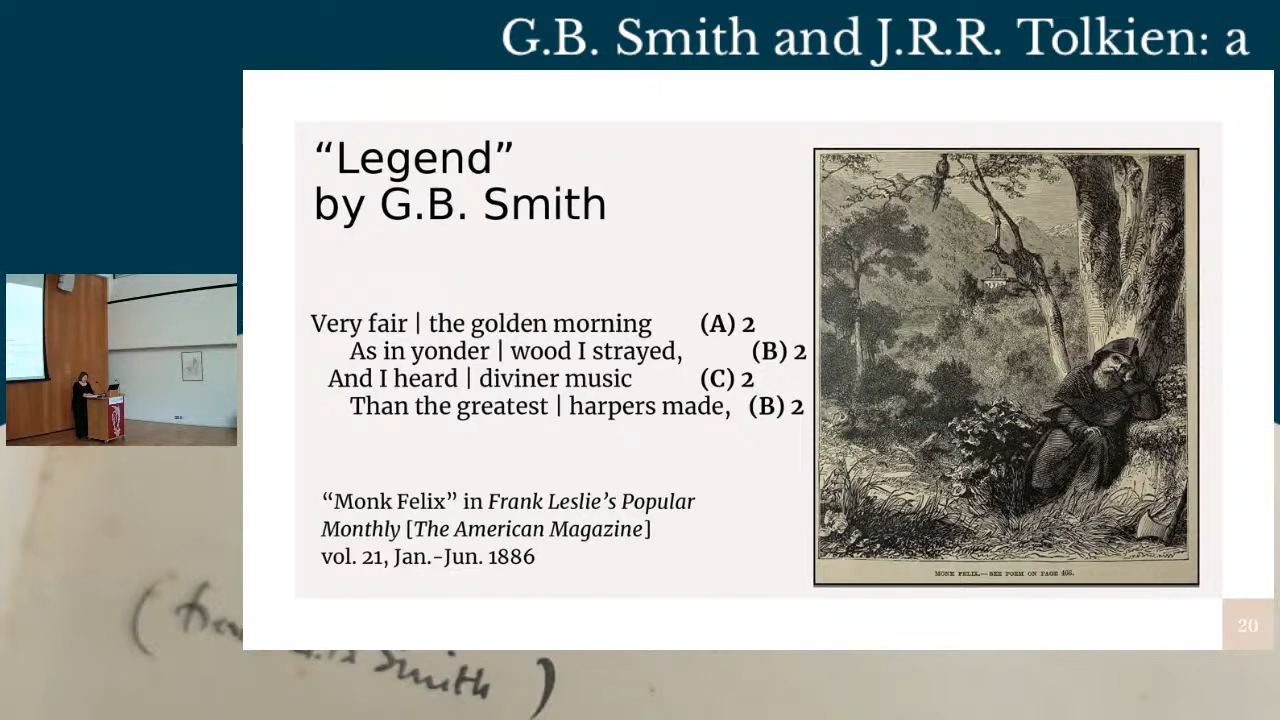 G.B. Smith and J.R.R. Tolkien: a
“Legend”
by G.B. Smith
Very fair | the golden morning (A) 2
As in yonder | wood I strayed, (B) 2
And I heard | diviner music (C) 2
Than the greatest | harpers made, (B) 2
“Monk Felix” in Frank Leslie’s Popular
Monthly [The American Magazine]
vol. 21, Jan.-Jun. 1886
MONK FELIX.—SEE POEM ON PAGE 466.
20
(
Smith )